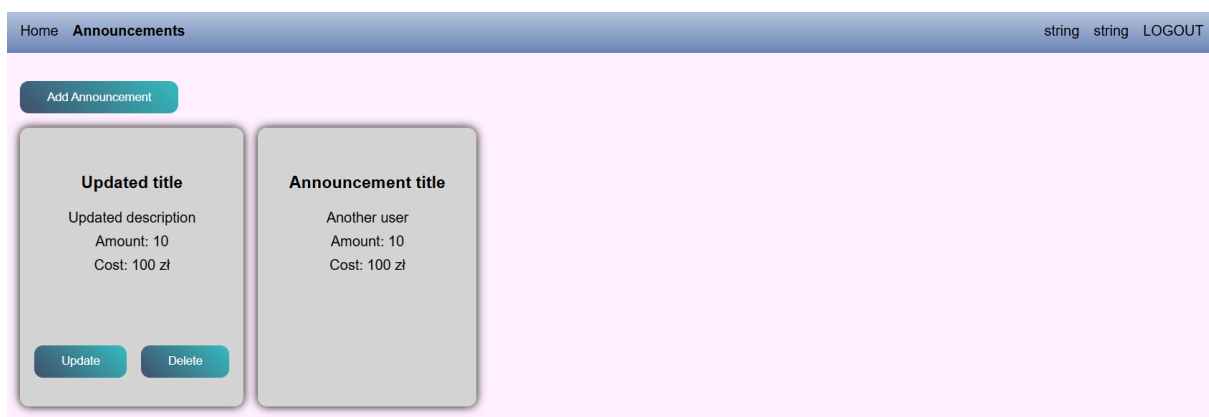 Home Announcements string string LOGOUT
Add Announcement
Updated title
Updated description
Amount: 10
Cost: 100 zł
Update Delete
Announcement title
Another user
Amount: 10
Cost: 100 zł